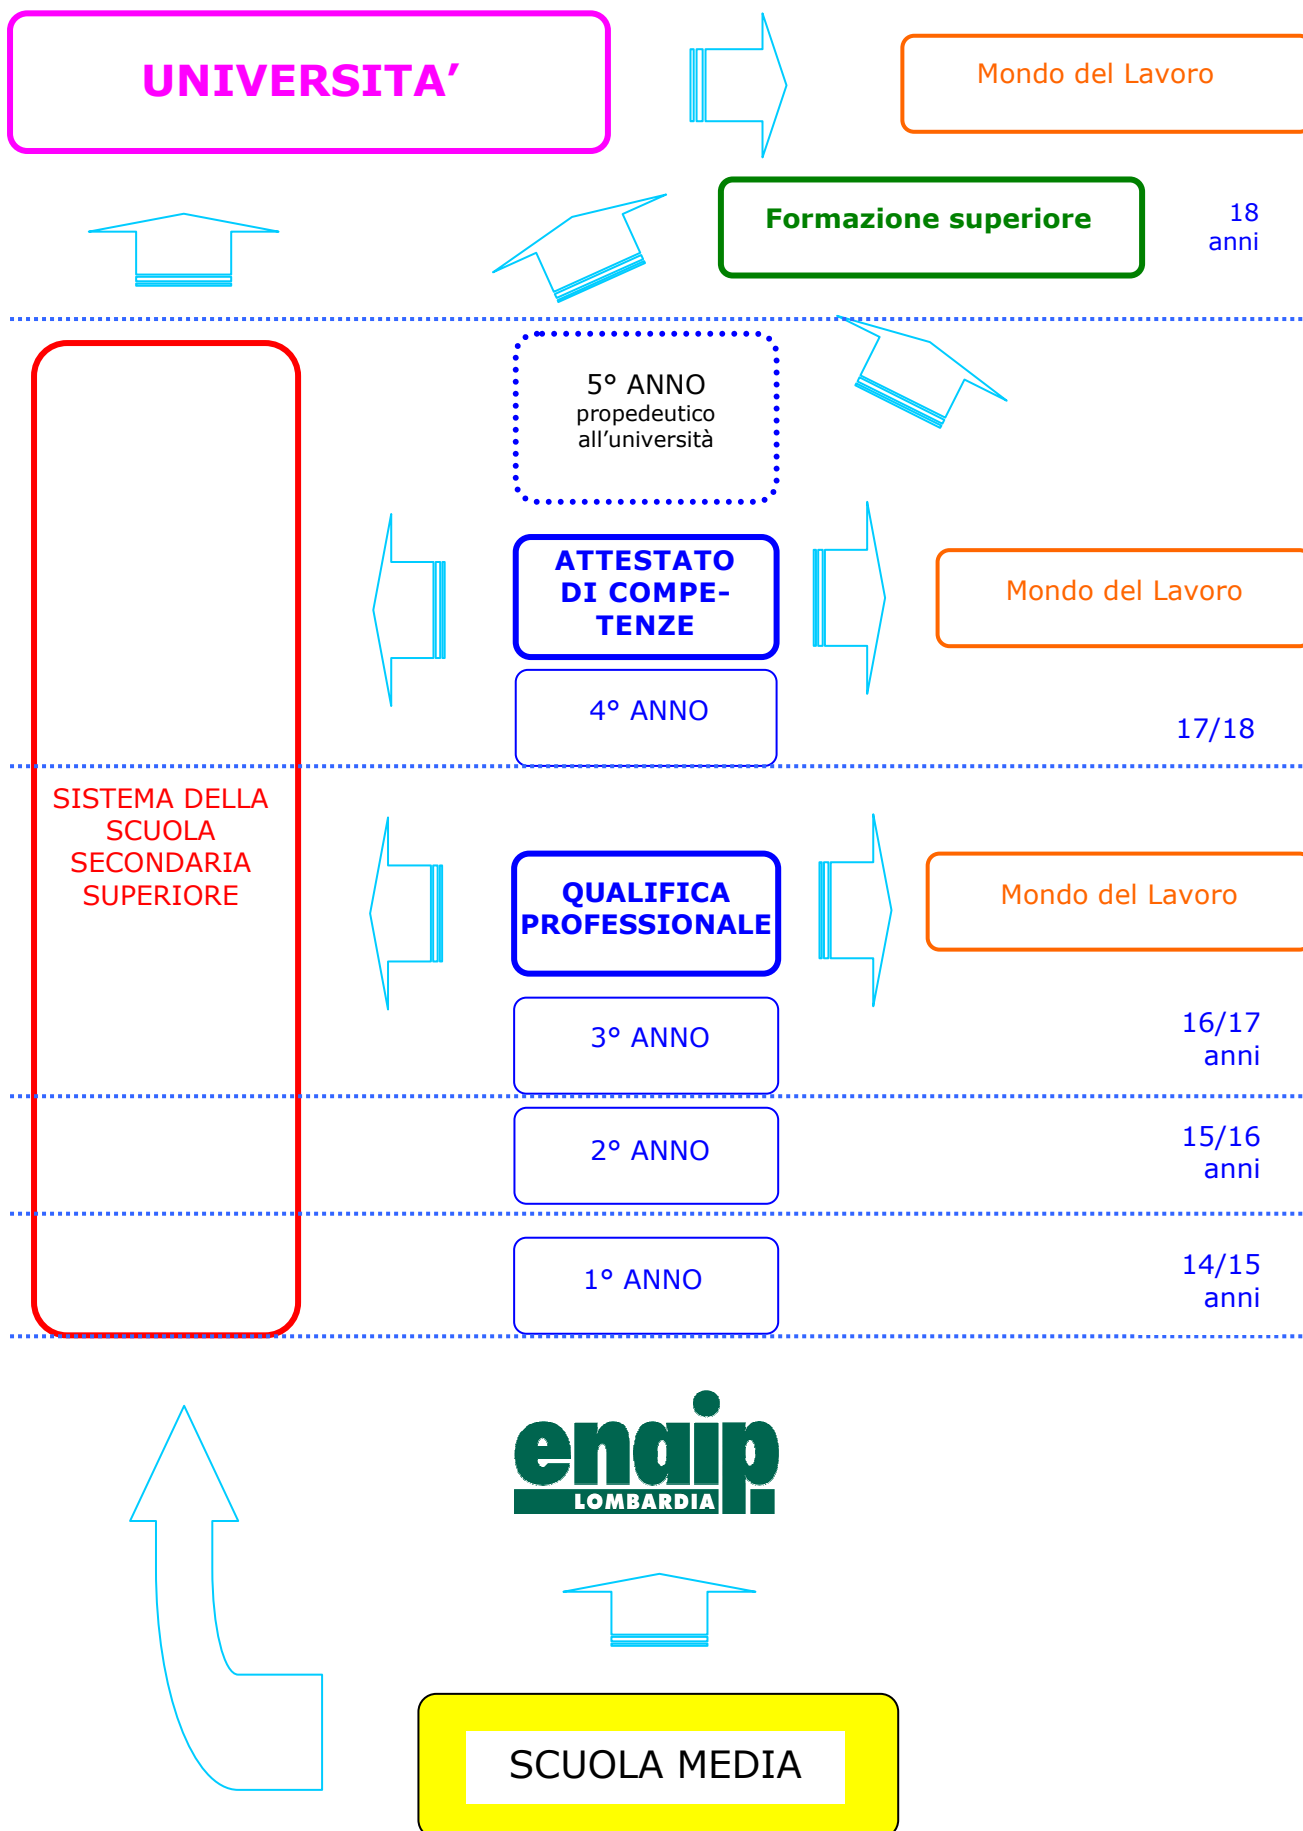 UNIVERSITA’
Mondo del Lavoro
Formazione superiore
18
anni
5° ANNO
propedeutico
all’università
ATTESTATO
DI COMPE-
TENZE
Mondo del Lavoro
4° ANNO
17/18
SISTEMA DELLA
SCUOLA
SECONDARIA
SUPERIORE
QUALIFICA
PROFESSIONALE
Mondo del Lavoro
3° ANNO
16/17
anni
2° ANNO
15/16
anni
1° ANNO
14/15
anni
enaip
LOMBARDIA
SCUOLA MEDIA